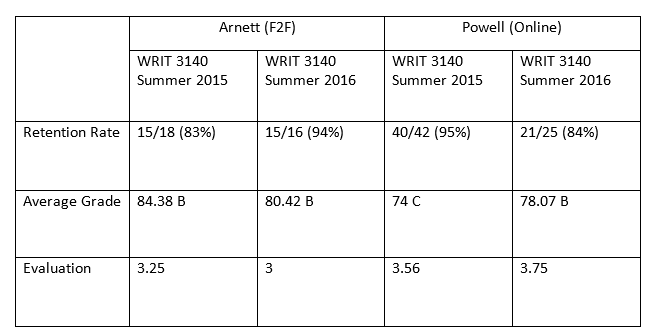 Arnett (F2F) Powell (Online)
WRIT 3140 WRIT 3140 WRIT 3140 WRIT 3140
Summer 2015 Summer 2016 Summer 2015 Summer 2016
Retention Rate 15/18 (83%) 15/16 (94%) 40/42 (95%) 21/25 (84%)
Average Grade 84.38 B 80.42 B 74 C 78.07 B
Evaluation 3.25 3 3.56 3.75